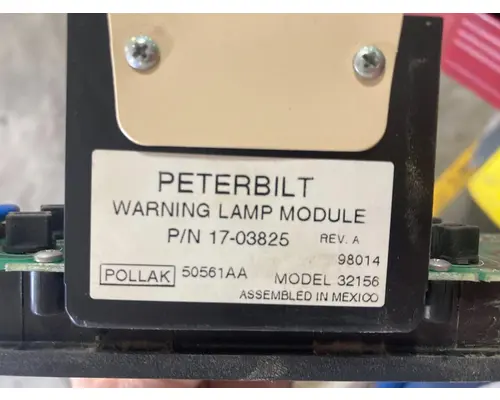 PETERBILT
WARNING LAMP MODULE
P/N 17-03825 REV. A
98014
POLLAK 50561AA MODEL 32156
ASSEMBLED IN MEXICO